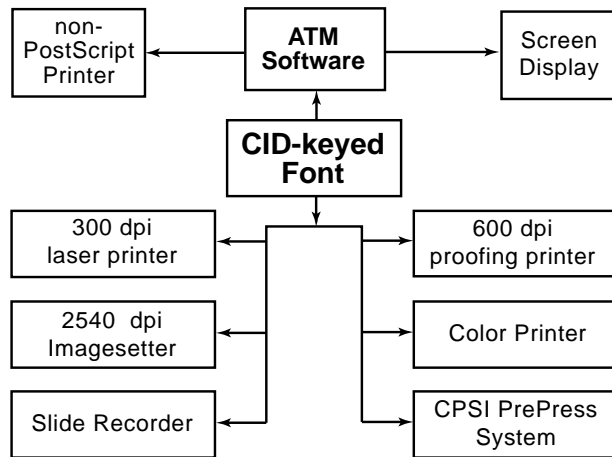 non-
PostScript
Printer
ATM
Software
Screen
Display
CID-keyed
Font
300 dpi
laser printer
600 dpi
proofing printer
2540 dpi
Imagesetter
Color Printer
Slide Recorder
CPSI PrePress
System